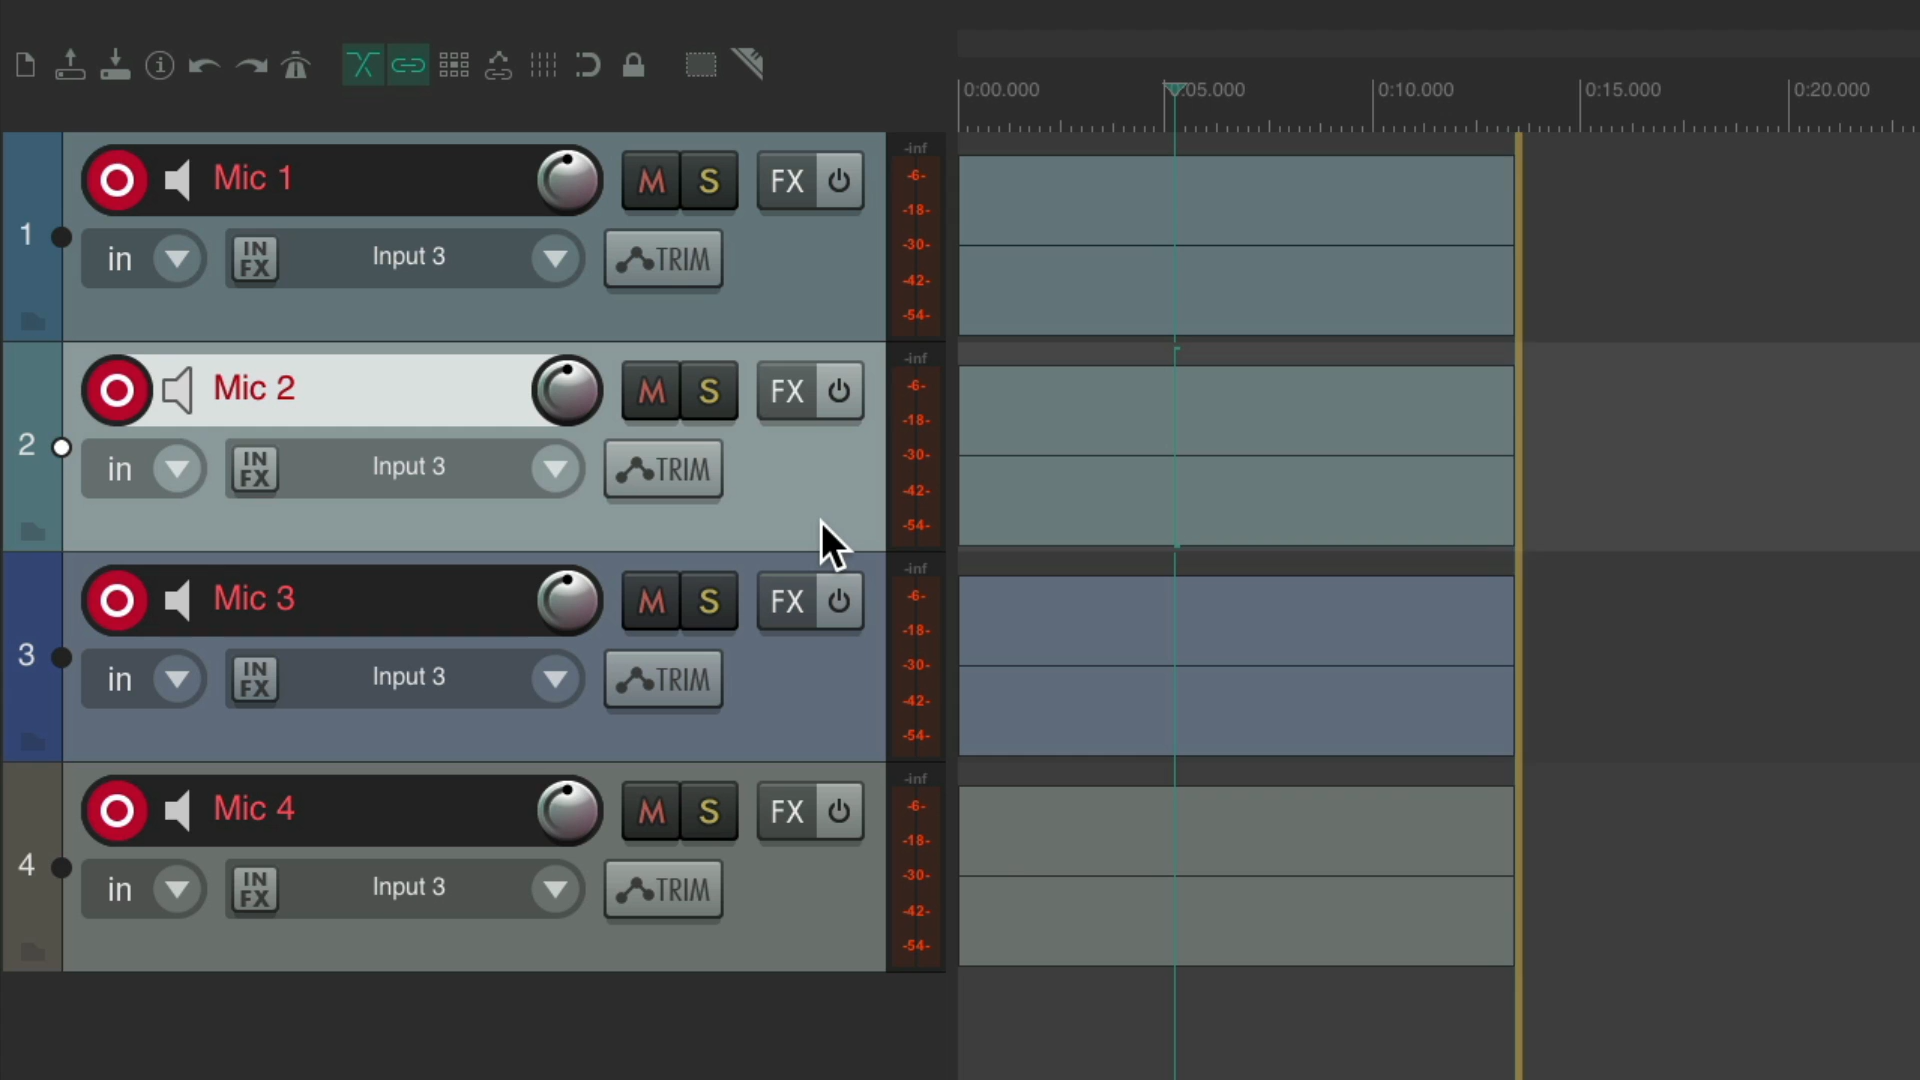 0:00.000 0:05.000 0:10.000 0:15.000 0:20.000
1 Mic 1 M S FX
in IN FX Input 3 TRIM
-inf
-6-
-18-
-30-
-42-
-54-
2 Mic 2 M S FX
in IN FX Input 3 TRIM
-inf
-6-
-18-
-30-
-42-
-54-
3 Mic 3 M S FX
in IN FX Input 3 TRIM
-inf
-6-
-18-
-30-
-42-
-54-
4 Mic 4 M S FX
in IN FX Input 3 TRIM
-inf
-6-
-18-
-30-
-42-
-54-